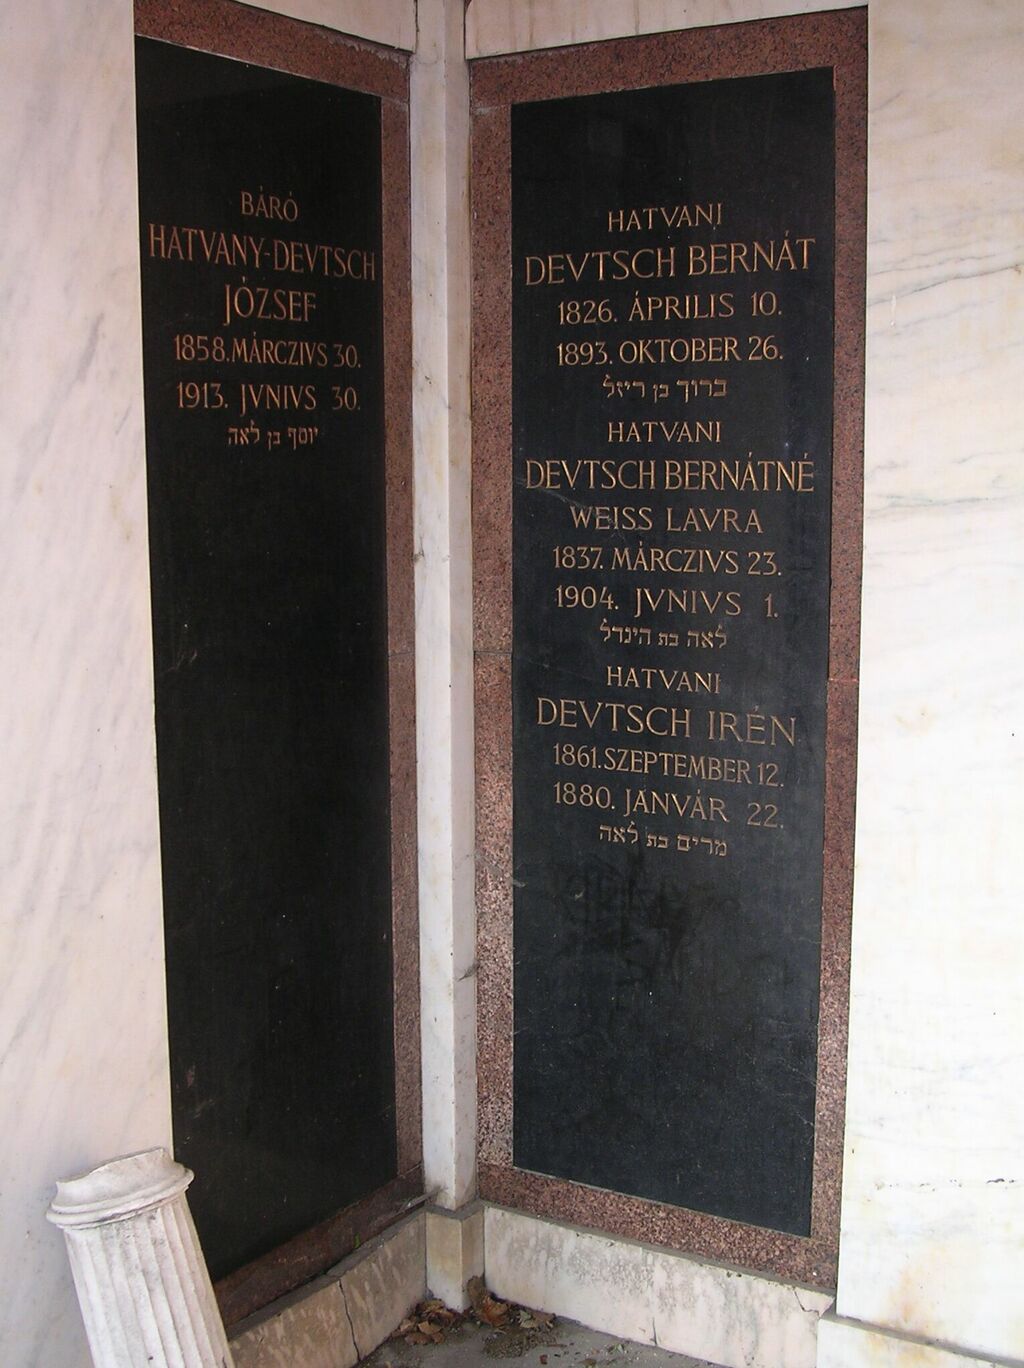 BÁRÓ
HATVANY-DEVTSCH
JÓZSEF
1858. MÁRCZIVS 30.
1913. JVNIVS 30.
יוסף בן לאה
HATVANI
DEVTSCH BERNÁT
1826. ÁPRILIS 10.
1893. OKTOBER 26.
ברוך בן ריזל
HATVANI
DEVTSCH BERNÁTNÉ
WEISS LAVRA
1837. MÁRCZIVS 23.
1904. JVNIVS 1.
לאה בת הינדל
HATVANI
DEVTSCH IRÉN
1861. SZEPTEMBER 12.
1880. JANVÁR 22.
מרים בת לאה